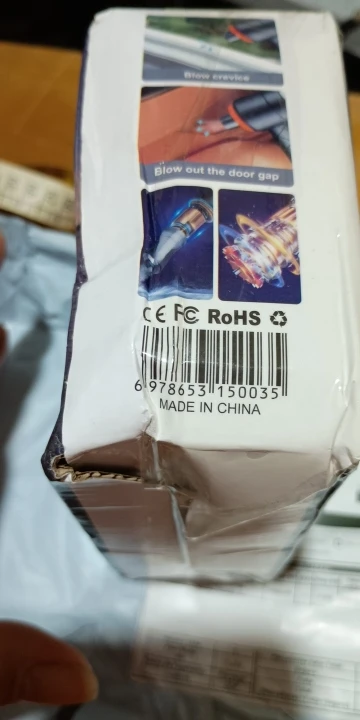 Blow crevice
Blow out the door gap
CE FC RoHS
6 978653 150035
MADE IN CHINA